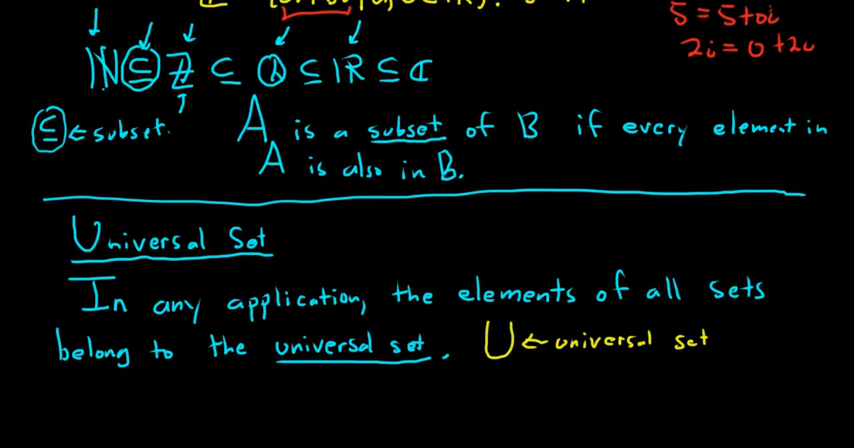 5 = 5+0i
2i = 0+2i
ℕ ⊆ ℤ ⊆ ℚ ⊆ ℝ ⊆ ℂ
⊆ ← subset.
A is a subset of B if every element in
A is also in B.
Universal Set
In any application, the elements of all sets
belong to the universal set. U ← universal set